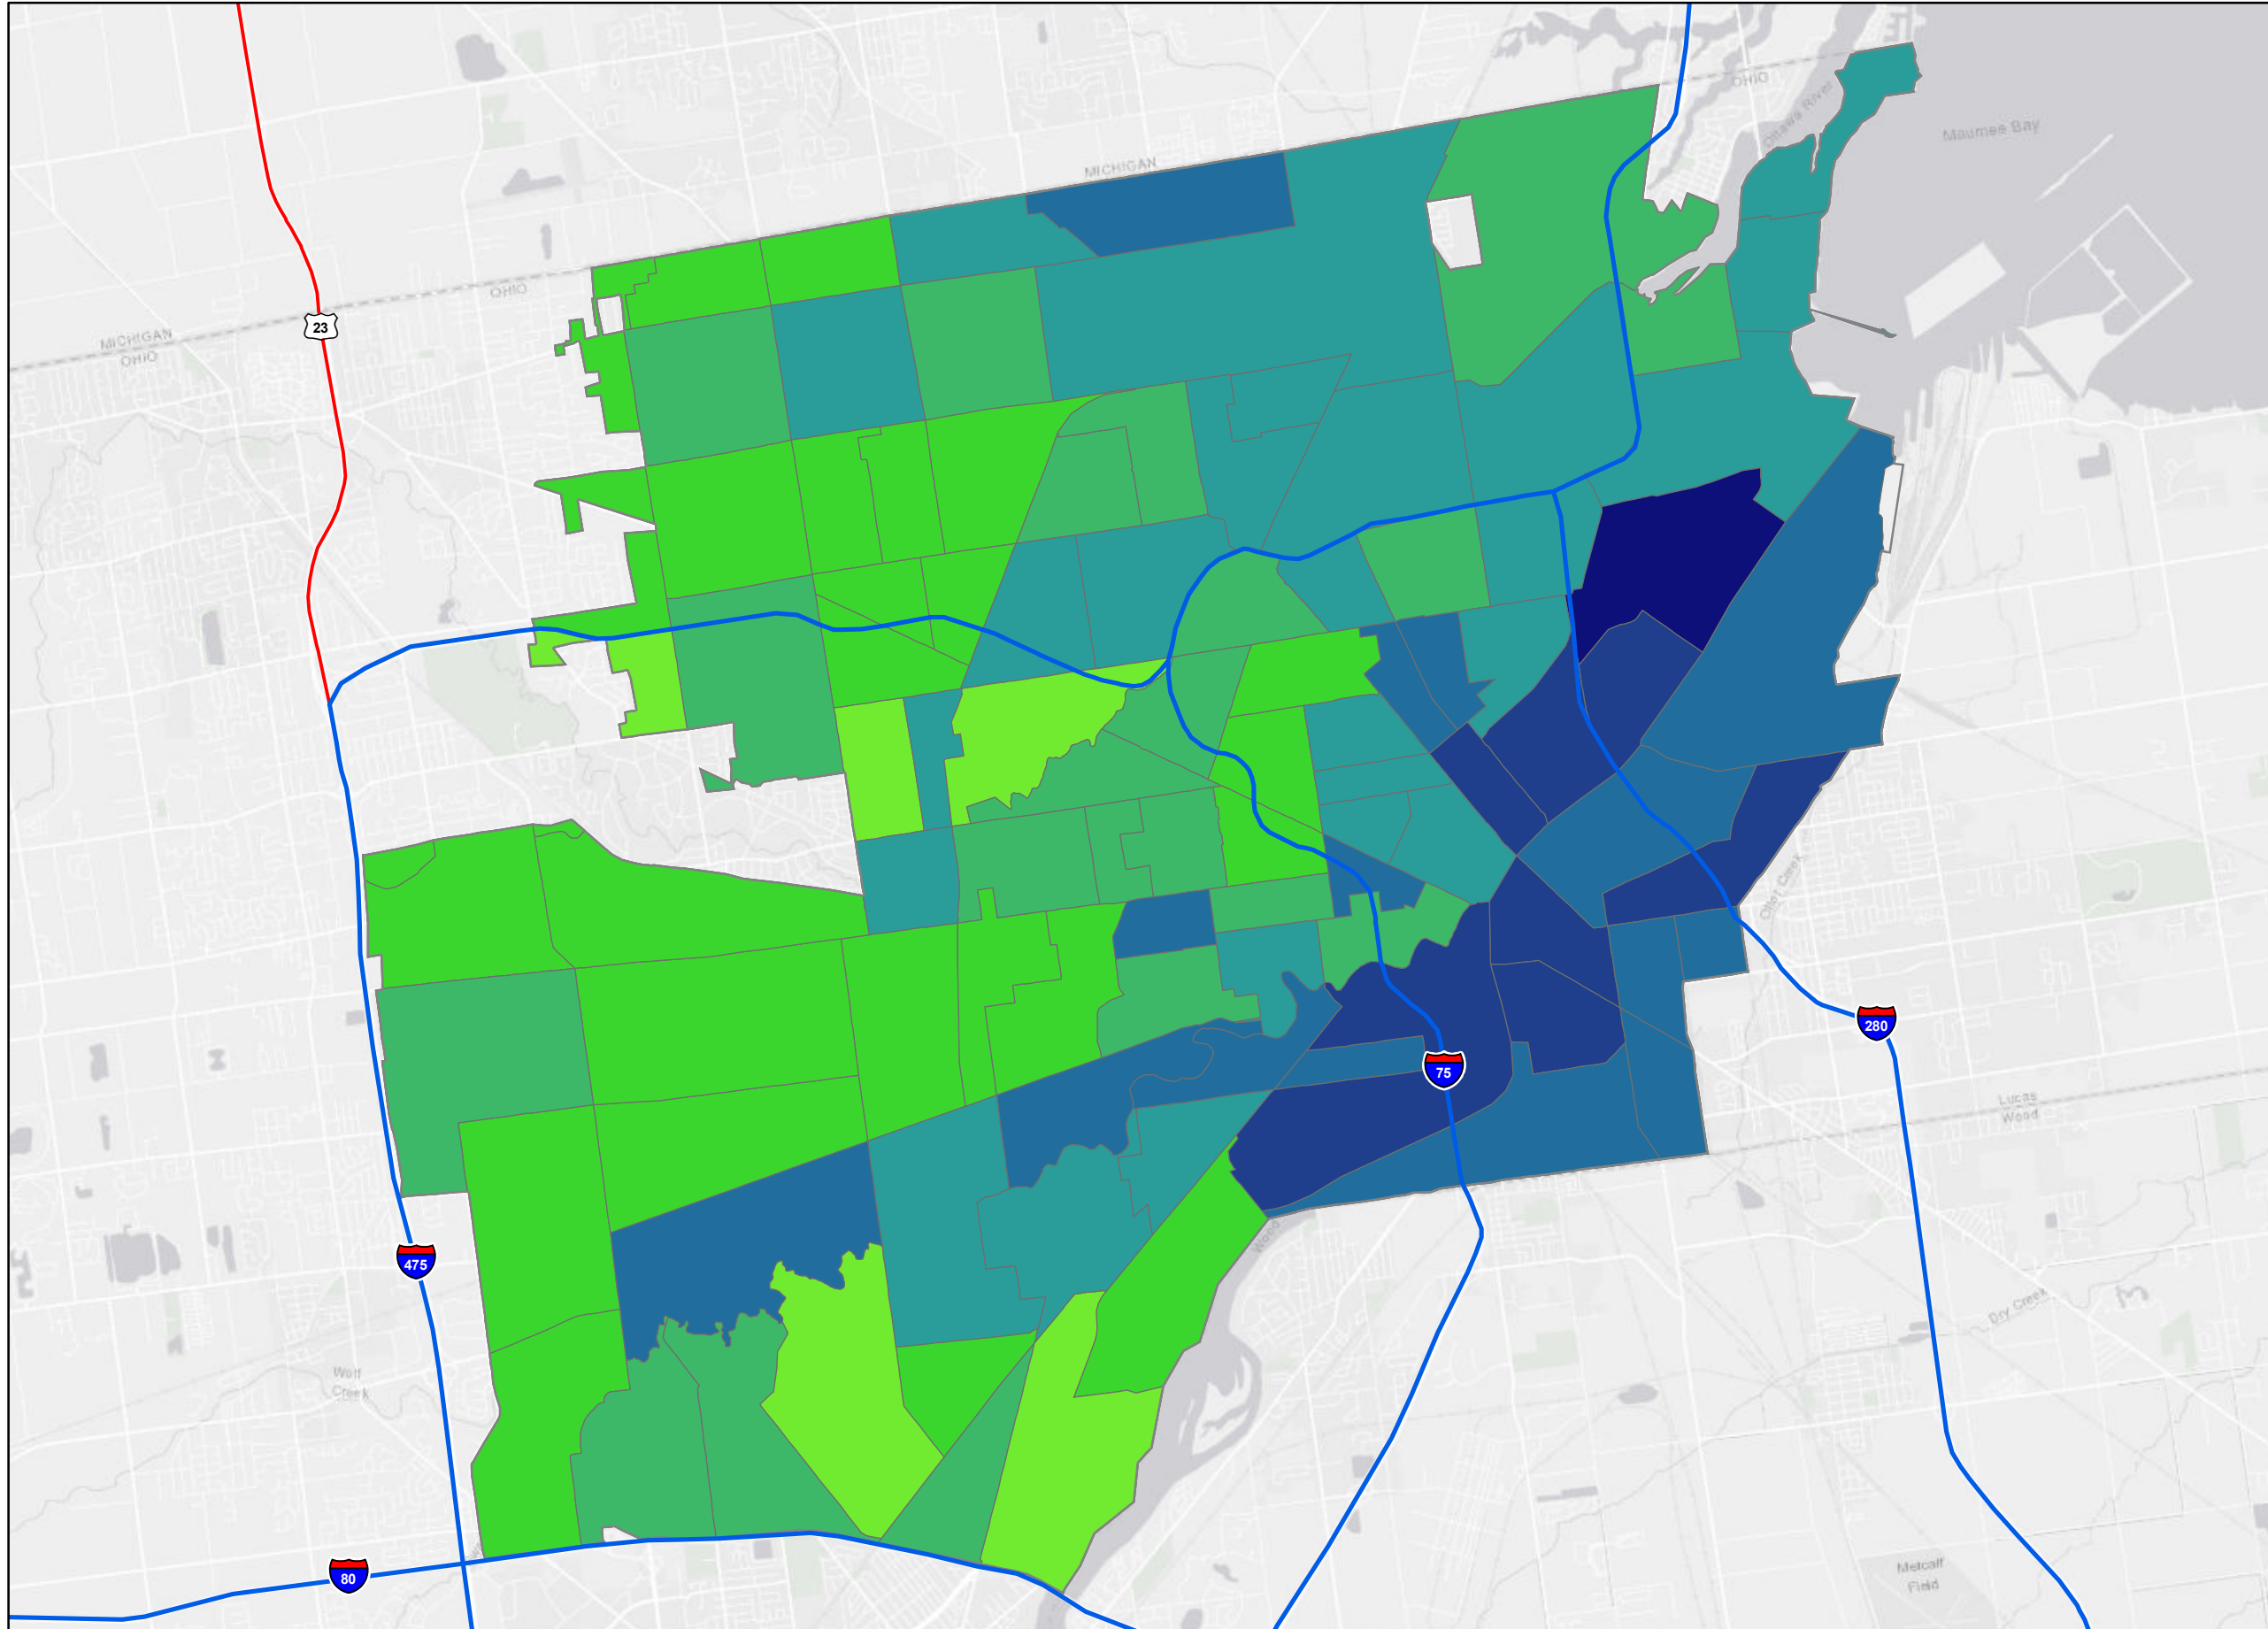 OHIO
Ottawa River
Maumee Bay
MICHIGAN
OHIO
23
MICHIGAN
OHIO
Otter Creek
280
75
Lucas
Wood
Wood
475
Dry Creek
Wolf
Creek
80
Metcalf
Field